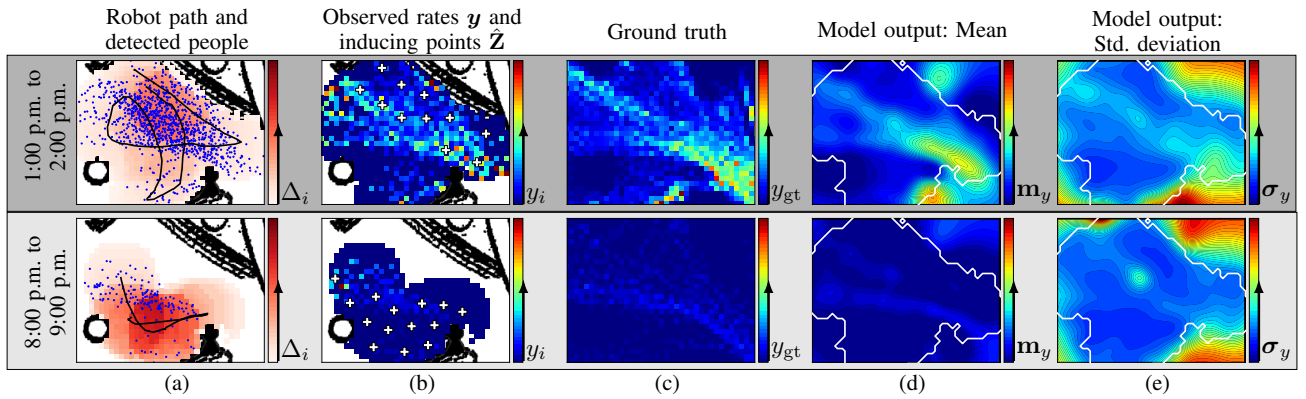 Robot path and
detected people
Observed rates y and
inducing points Ẑ
Ground truth
Model output: Mean
Model output:
Std. deviation
1:00 p.m. to
2:00 p.m.
Δi
yi
ygt
my
σy
8:00 p.m. to
9:00 p.m.
Δi
yi
ygt
my
σy
(a)
(b)
(c)
(d)
(e)